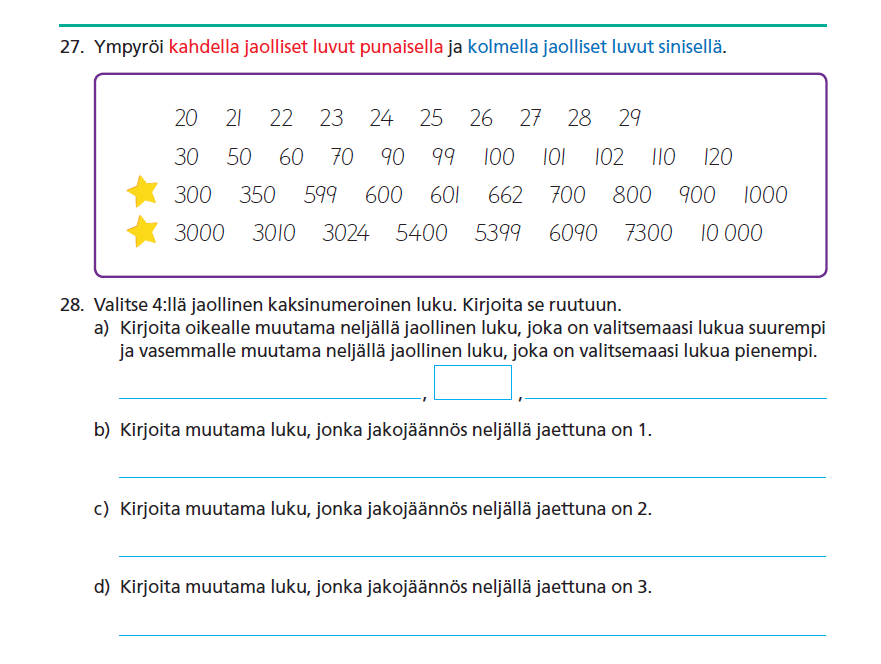 27. Ympyröi kahdella jaolliset luvut punaisella ja kolmella jaolliset luvut sinisellä.
20 21 22 23 24 25 26 27 28 29
30 50 60 70 90 99 100 101 102 110 120
300 350 599 600 601 662 700 800 900 1000
3000 3010 3024 5400 5399 6090 7300 10 000
28. Valitse 4:llä jaollinen kaksinumeroinen luku. Kirjoita se ruutuun.
a) Kirjoita oikealle muutama neljällä jaollinen luku, joka on valitsemaasi lukua suurempi
ja vasemmalle muutama neljällä jaollinen luku, joka on valitsemaasi lukua pienempi.
, ,
b) Kirjoita muutama luku, jonka jakojäännös neljällä jaettuna on 1.
c) Kirjoita muutama luku, jonka jakojäännös neljällä jaettuna on 2.
d) Kirjoita muutama luku, jonka jakojäännös neljällä jaettuna on 3.